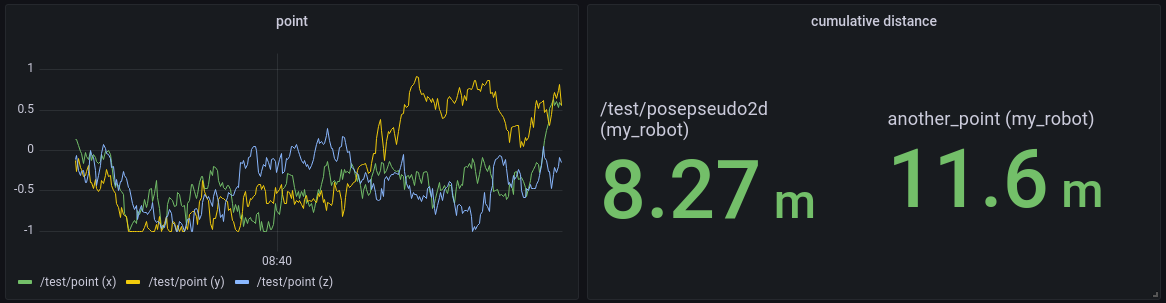 point
1
0.5
0
-0.5
-1
08:40
/test/point (x) /test/point (y) /test/point (z)
cumulative distance
/test/posepseudo2d
(my_robot)
8.27 m
another_point (my_robot)
11.6 m